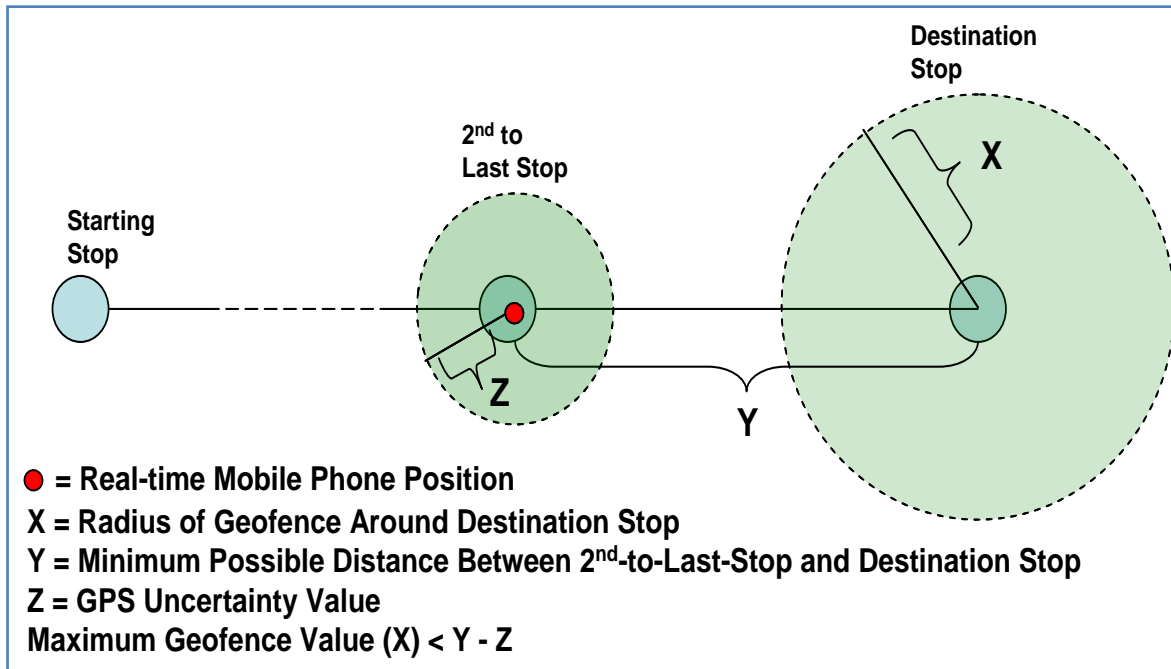 Destination
Stop
2nd to
Last Stop
X
Starting
Stop
Z
Y
= Real-time Mobile Phone Position
X = Radius of Geofence Around Destination Stop
Y = Minimum Possible Distance Between 2nd-to-Last-Stop and Destination Stop
Z = GPS Uncertainty Value
Maximum Geofence Value (X) < Y - Z